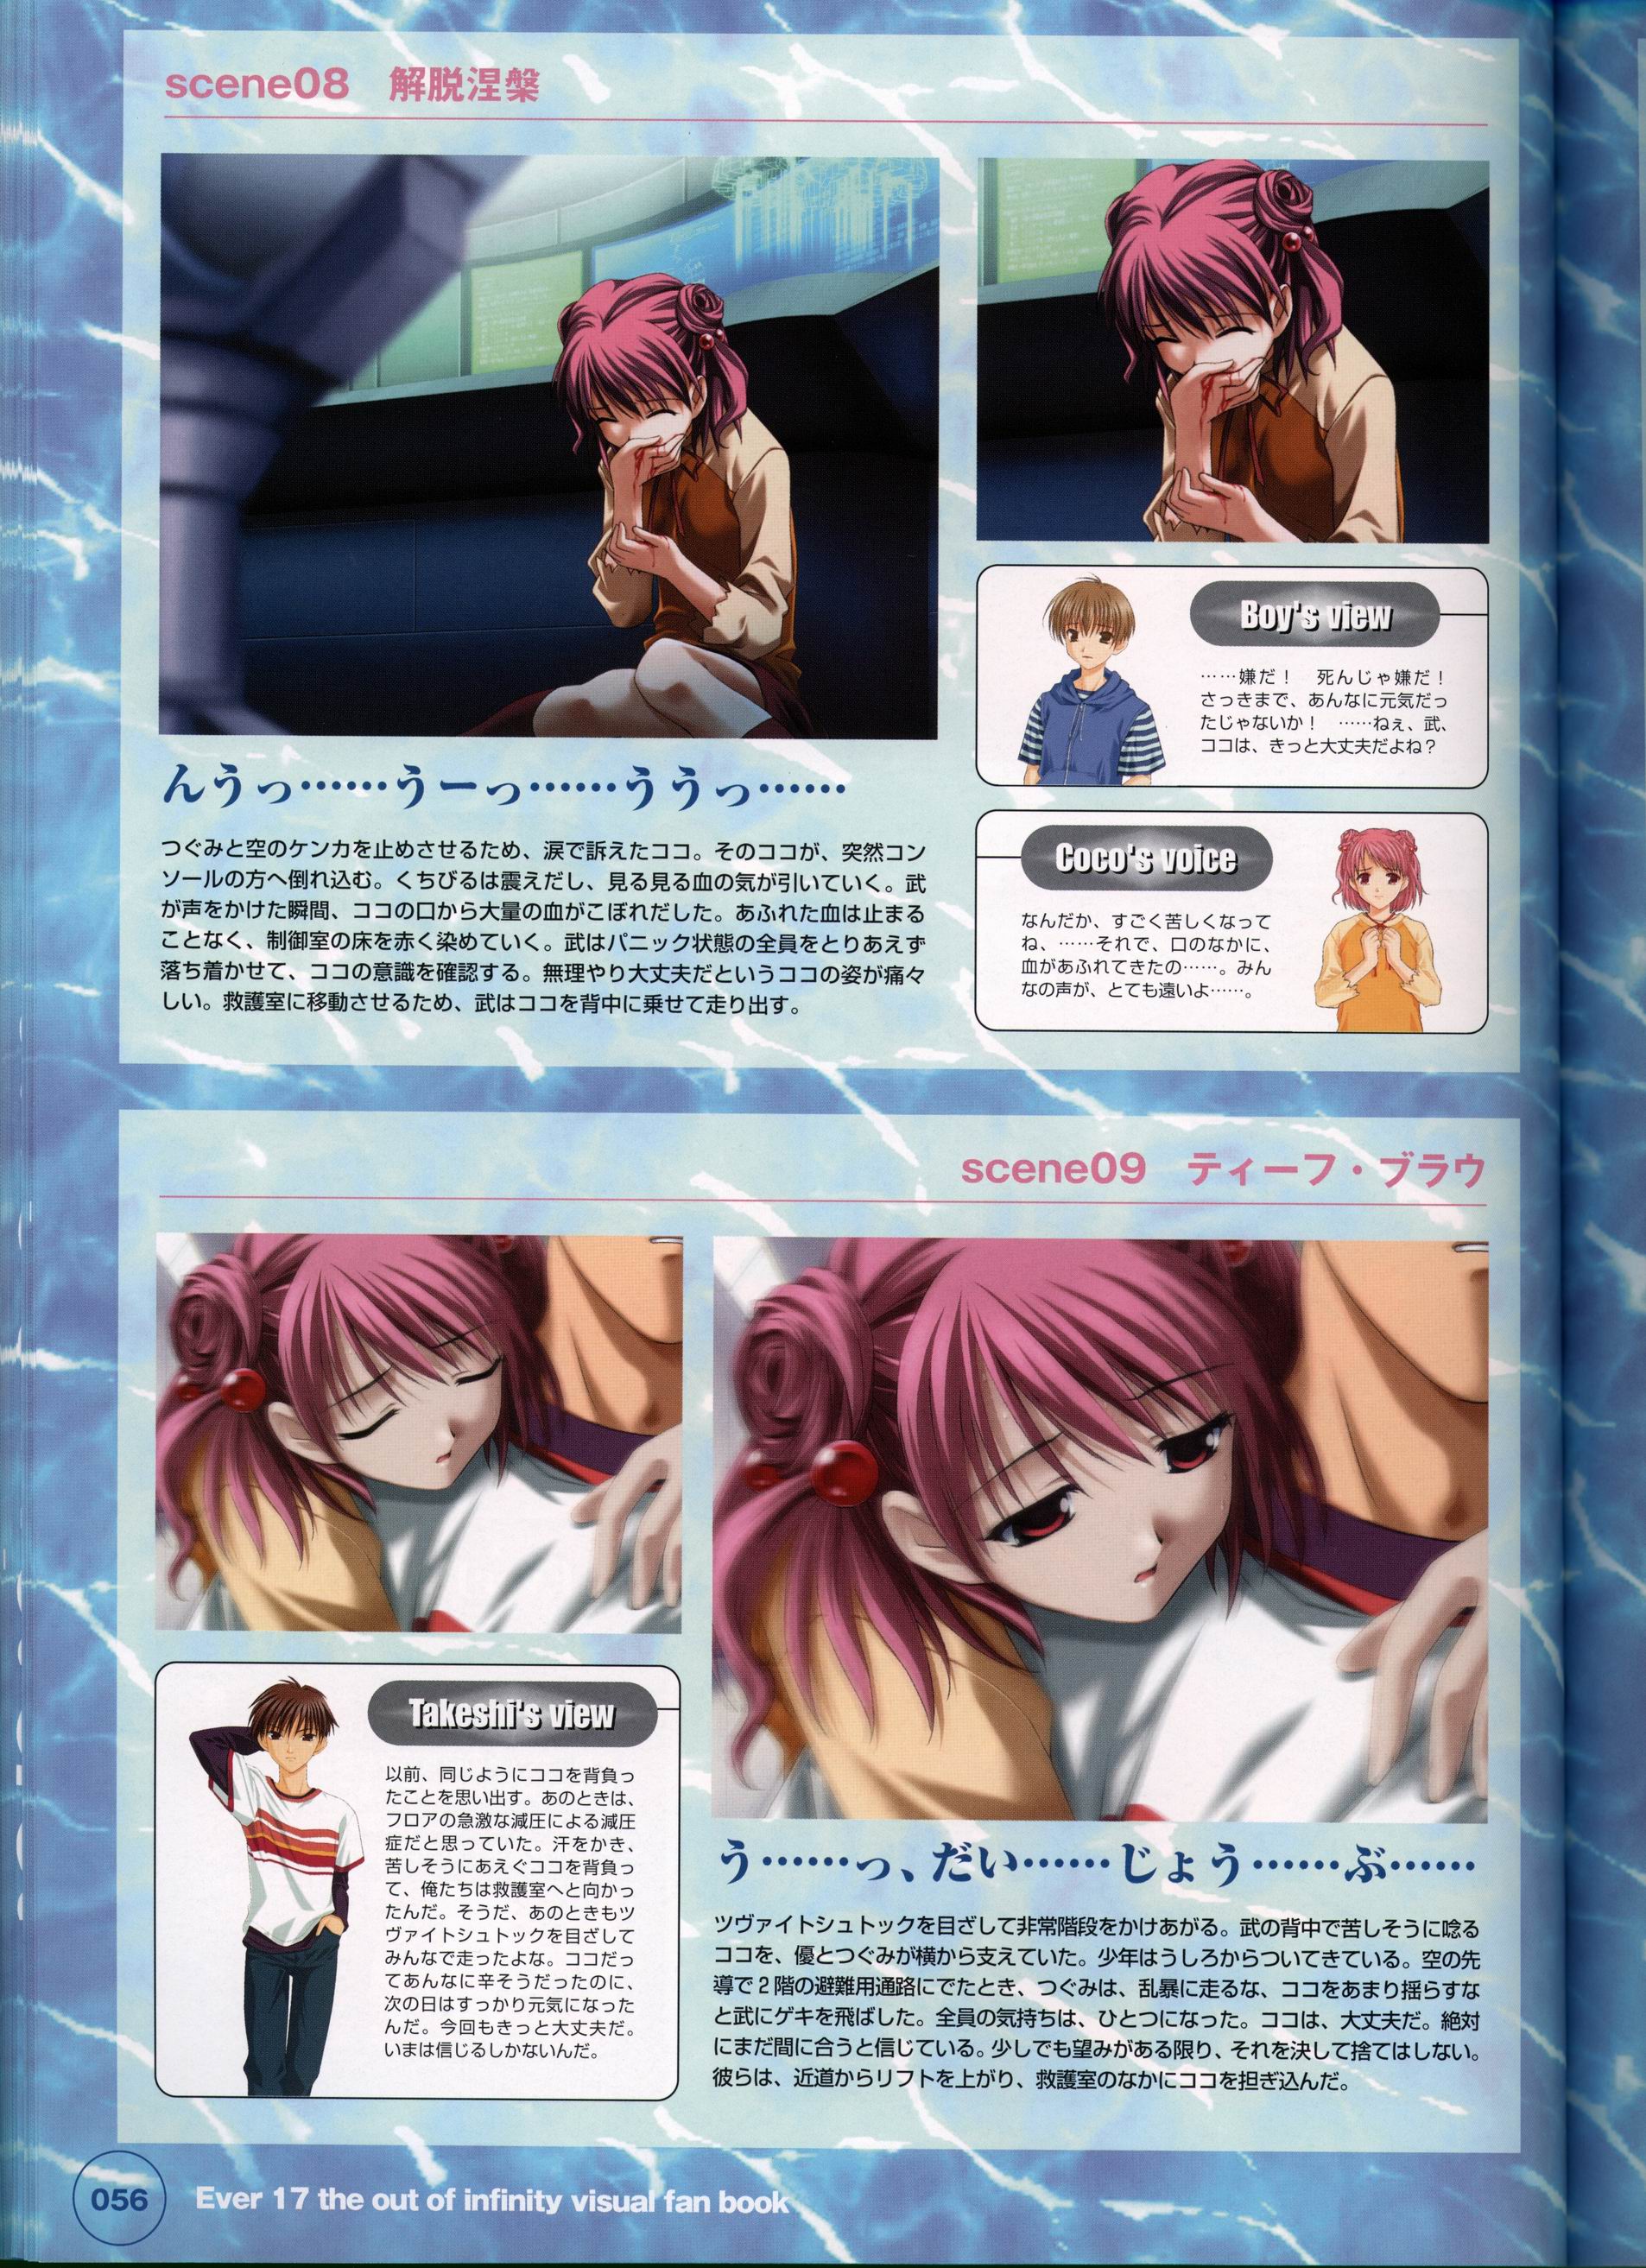 scene08 解脱涅槃
んうっ……うーっ……ううっ……
つぐみと空のケンカを止めさせるため、涙で訴えたココ。そのココが、突然コン
ソールの方へ倒れ込む。くちびるは震えだし、見る見る血の気が引いていく。武
が声をかけた瞬間、ココの口から大量の血がこぼれだした。あふれた血は止まる
ことなく、制御室の床を赤く染めていく。武はパニック状態の全員をとりあえず
落ち着かせて、ココの意識を確認する。無理やり大丈夫だというココの姿が痛々
しい。救護室に移動させるため、武はココを背中に乗せて走り出す。
Boy's view
……嫌だ！　死んじゃ嫌だ！
さっきまで、あんなに元気だっ
たじゃないか！　……ねぇ、武、
ココは、きっと大丈夫だよね？
Coco's voice
なんだか、すごく苦しくなって
ね、……それで、口のなかに、
血があふれてきたの……。みん
なの声が、とても遠いよ……。
scene09 ティーフ・ブラウ
Takeshi's view
以前、同じようにココを背負っ
たことを思い出す。あのときは、
フロアの急激な減圧による減圧
症だと思っていた。汗をかき、
苦しそうにあえぐココを背負っ
て、俺たちは救護室へと向かっ
たんだ。そうだ、あのときもツ
ヴァイトシュトックを目ざして
みんなで走ったよな。ココだっ
てあんなに辛そうだったのに、
次の日はすっかり元気になった
んだ。今回もきっと大丈夫だ。
いまは信じるしかないんだ。
う……っ、だい……じょう……ぶ……
ツヴァイトシュトックを目ざして非常階段をかけあがる。武の背中で苦しそうに唸る
ココを、優とつぐみが横から支えていた。少年はうしろからついてきている。空の先
導で2階の避難用通路にでたとき、つぐみは、乱暴に走るな、ココをあまり揺らすな
と武にゲキを飛ばした。全員の気持ちは、ひとつになった。ココは、大丈夫だ。絶対
にまだ間に合うと信じている。少しでも望みがある限り、それを決して捨てはしない。
彼らは、近道からリフトを上がり、救護室のなかにココを担ぎ込んだ。
056
Ever 17 the out of infinity visual fan book